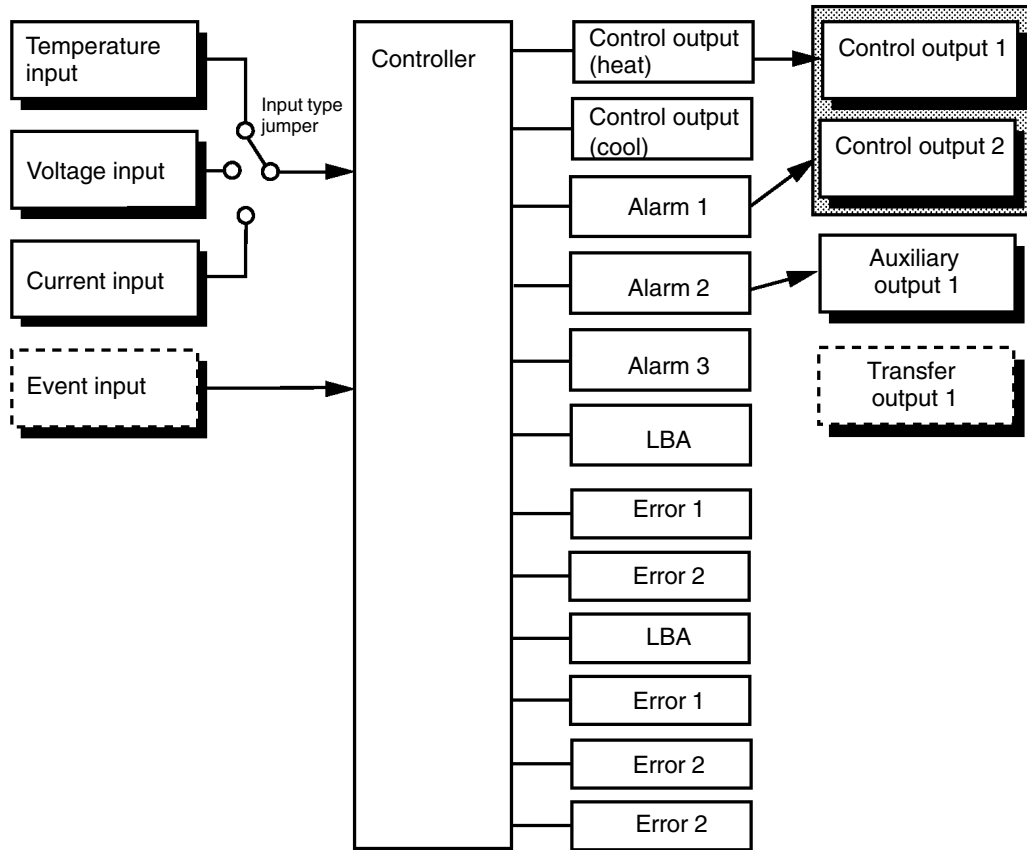 Temperature
input
Voltage input
Current input
Event input
Input type
jumper
Controller
Control output
(heat)
Control output
(cool)
Alarm 1
Alarm 2
Alarm 3
LBA
Error 1
Error 2
LBA
Error 1
Error 2
Error 2
Control output 1
Control output 2
Auxiliary
output 1
Transfer
output 1